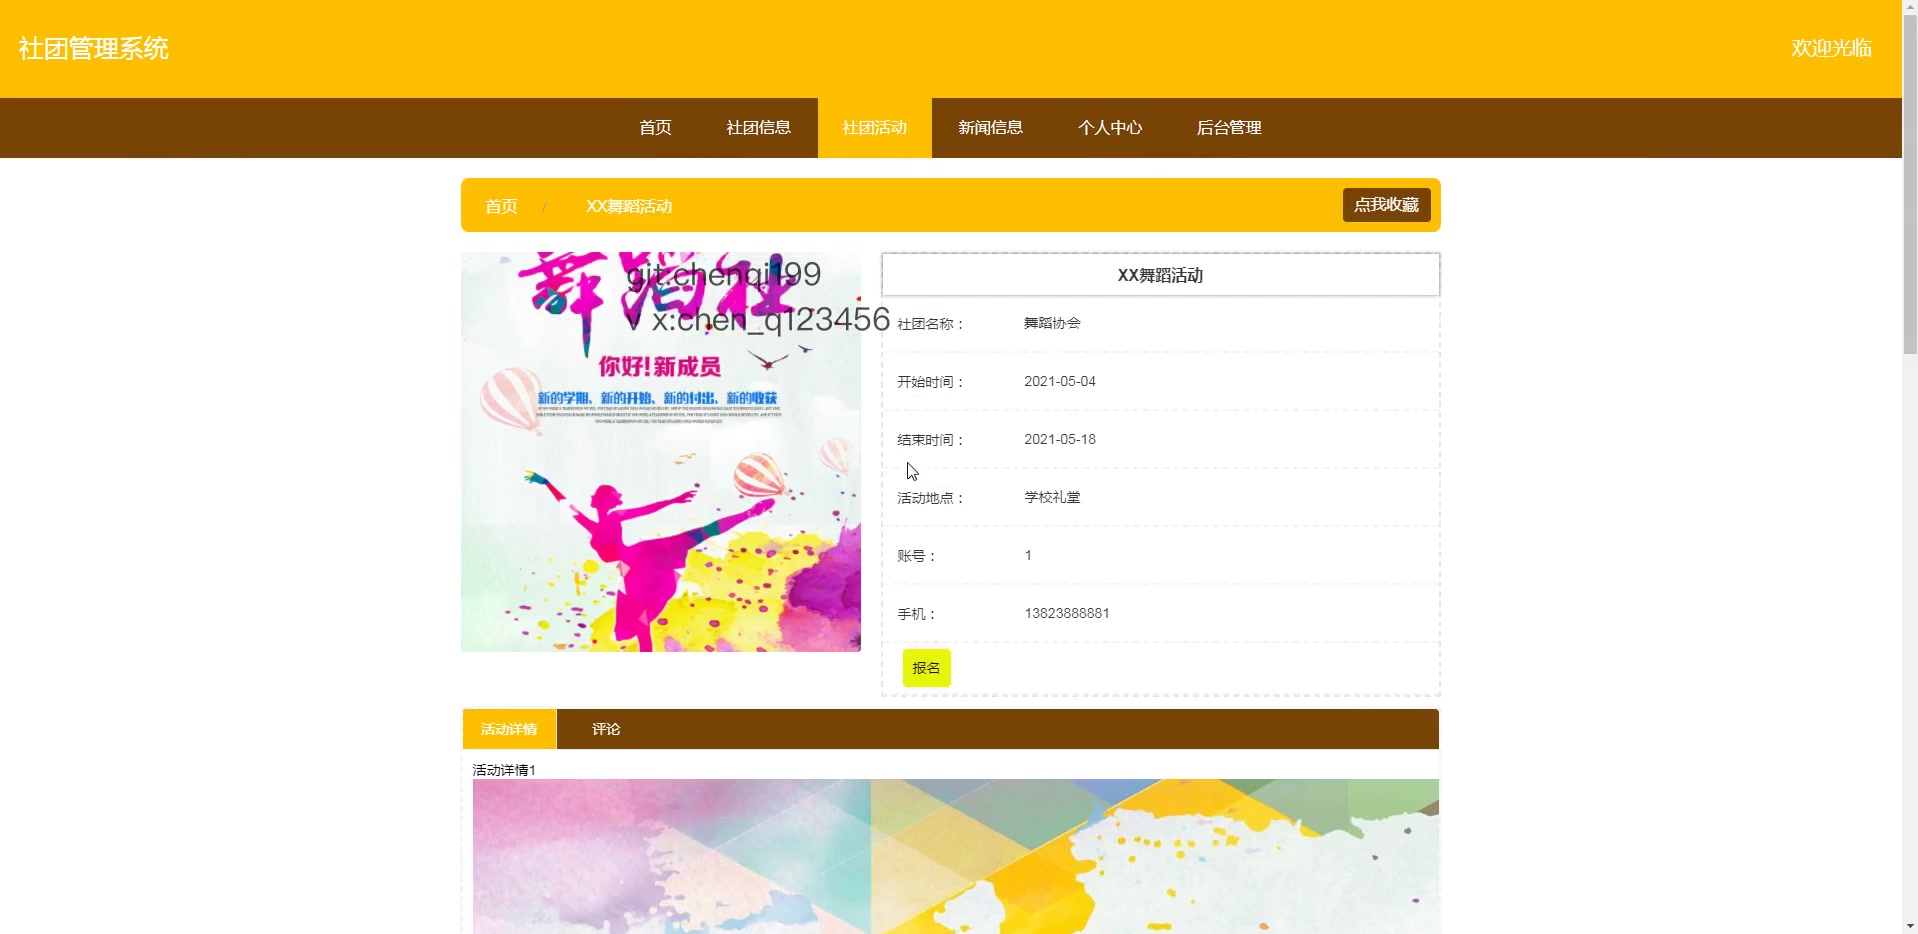 社团管理系统
欢迎光临
首页 社团信息 社团活动 新闻信息 个人中心 后台管理
首页 / XX舞蹈活动
点我收藏
舞蹈社
git:chenqi199
v x:chen_q123456
你好!新成员
新的学期、新的开始、新的付出、新的收获
XX舞蹈活动
社团名称： 舞蹈协会
开始时间： 2021-05-04
结束时间： 2021-05-18
活动地点： 学校礼堂
账号： 1
手机： 13823888881
报名
活动详情 评论
活动详情1